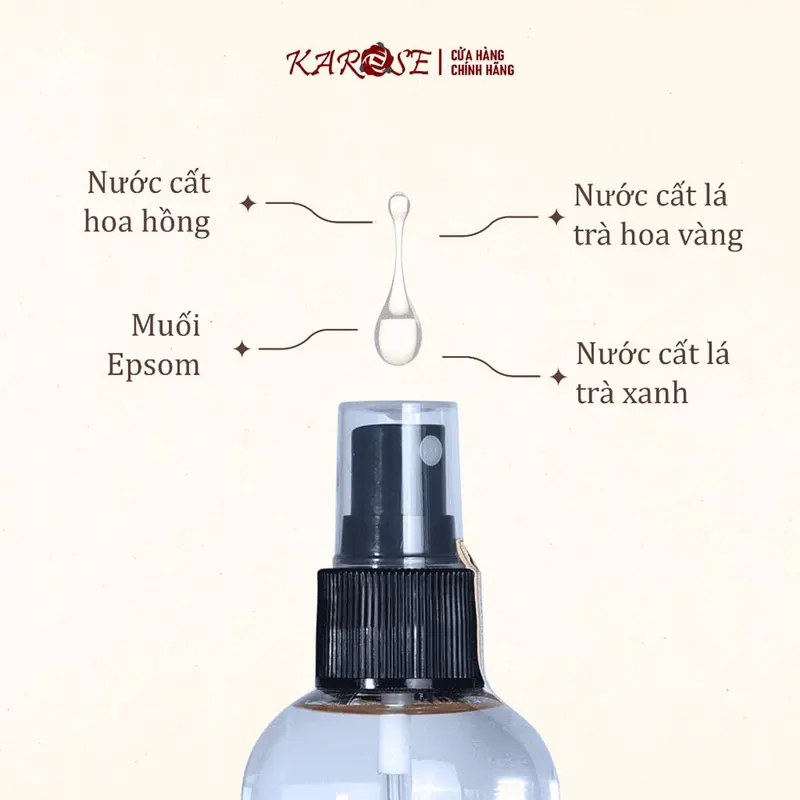 KAROSE | CỬA HÀNG
CHÍNH HÃNG
Nước cất
hoa hồng
Nước cất lá
trà hoa vàng
Muối
Epsom
Nước cất lá
trà xanh